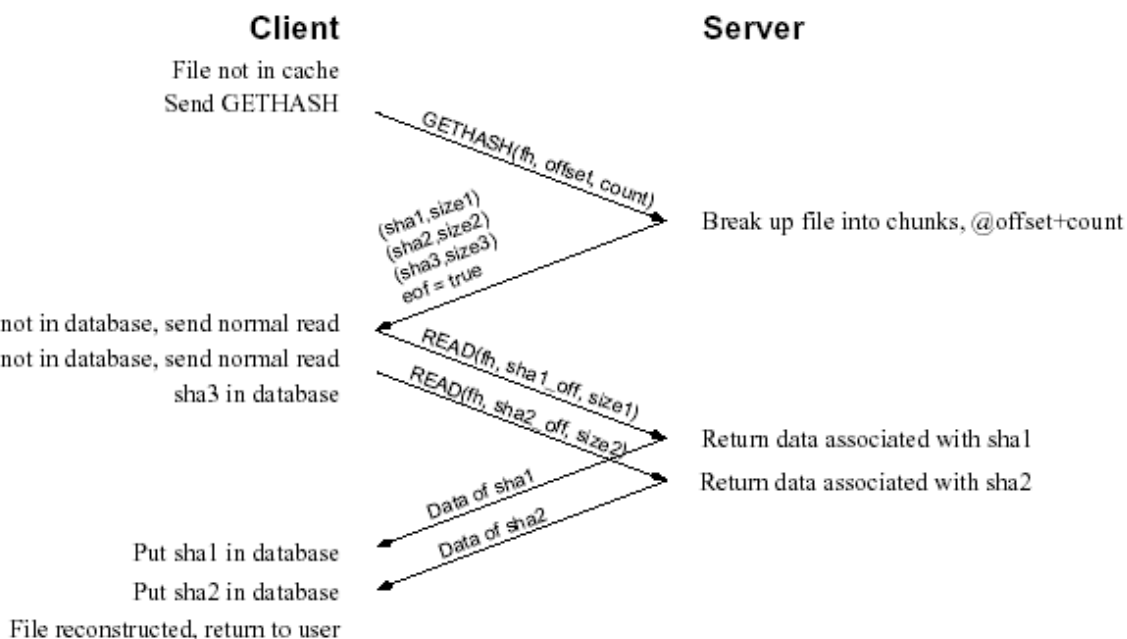 Client
Server
File not in cache
Send GETHASH
GETHASH(fh, offset, count)
(sha1,size1)
(sha2,size2)
(sha3,size3)
eof = true
Break up file into chunks, @offset+count
not in database, send normal read
not in database, send normal read
sha3 in database
READ(fh, sha1_off, size1)
READ(fh, sha2_off, size2)
Return data associated with sha1
Return data associated with sha2
Data of sha1
Data of sha2
Put sha1 in database
Put sha2 in database
File reconstructed, return to user